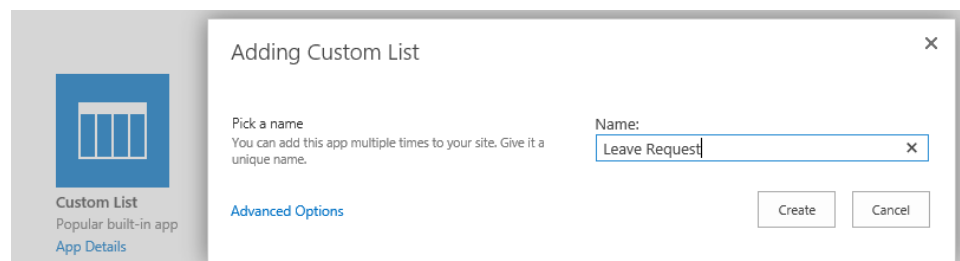 Adding Custom List
Pick a name
You can add this app multiple times to your site. Give it a
unique name.
Name:
Leave Request
Advanced Options
Create
Cancel
Custom List
Popular built-in app
App Details